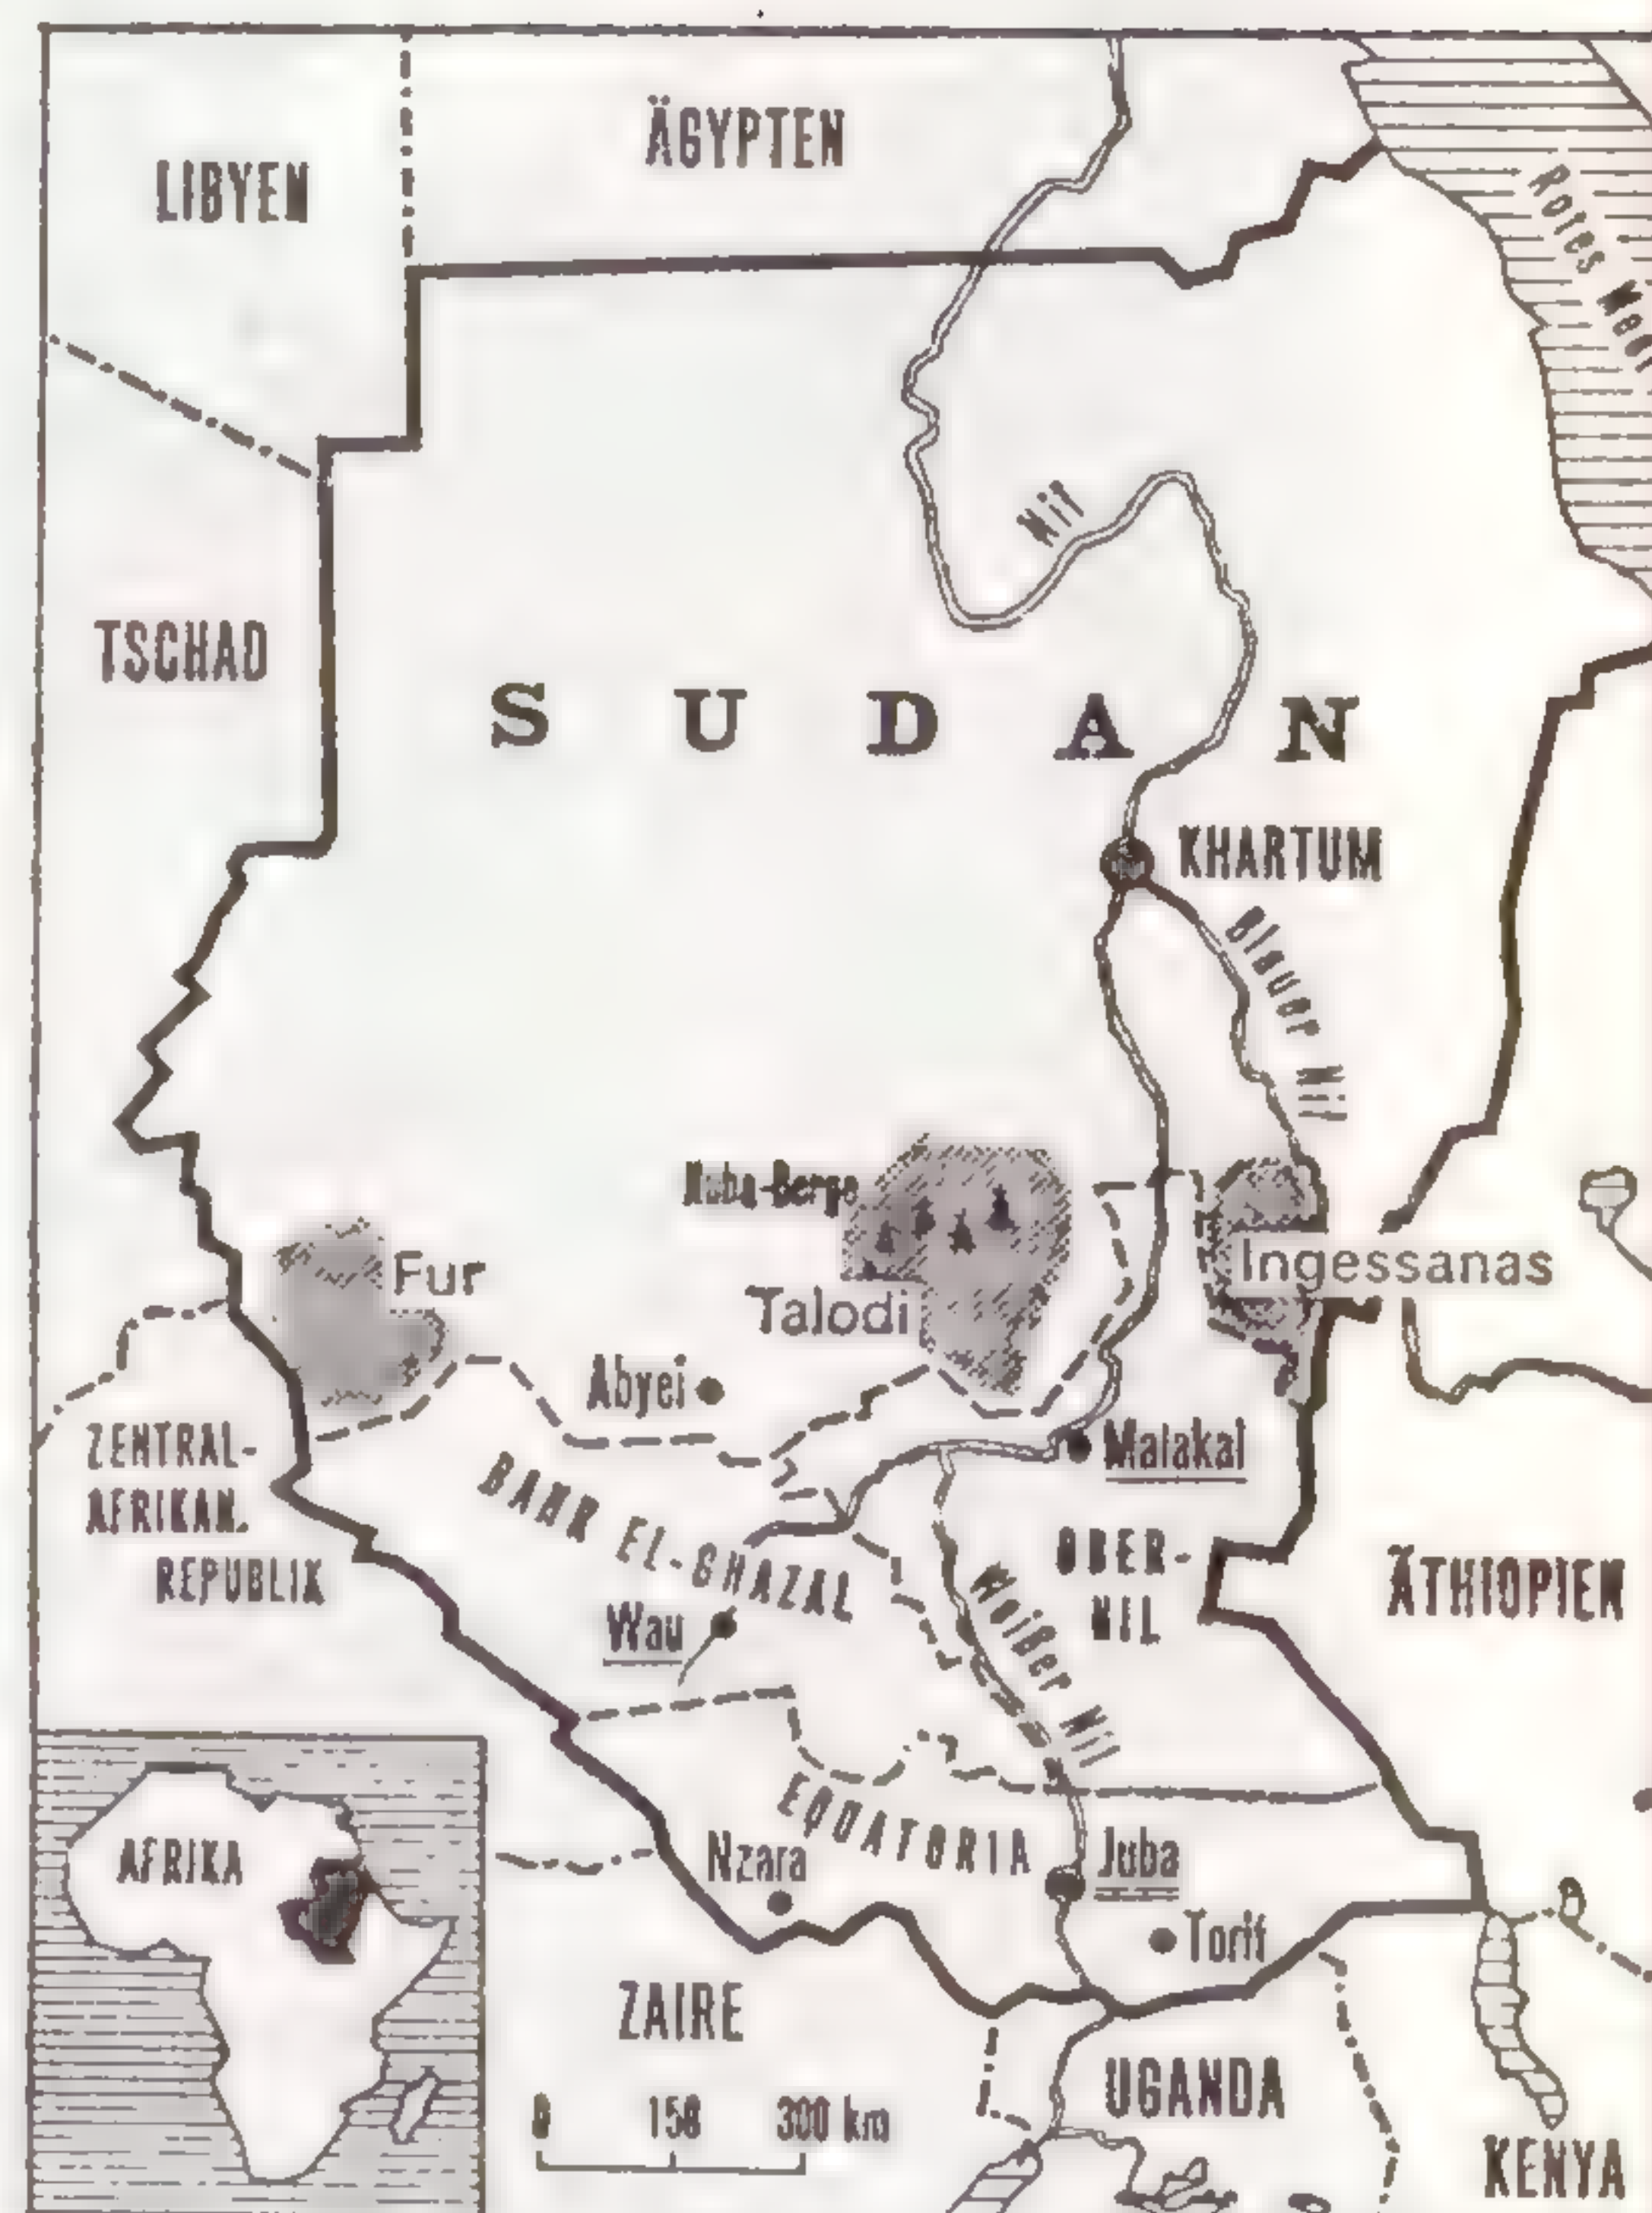 ÄGYPTEN
LIBYEN
Rotes Meer
Nil
TSCHAD
SUDAN
KHARTUM
Blauer Nil
Nuba-Berge
Fur
Ingessanas
Talodi
Abyei
ZENTRAL-
AFRIKAN.
REPUBLIK
Malakal
BAHR EL-GHAZAL
OBER-
NIL
ÄTHIOPIEN
Weißer Nil
Wau
EQUATORIA
AFRIKA
Nzara
Juba
Torit
ZAIRE
UGANDA
0 150 300 km
KENYA